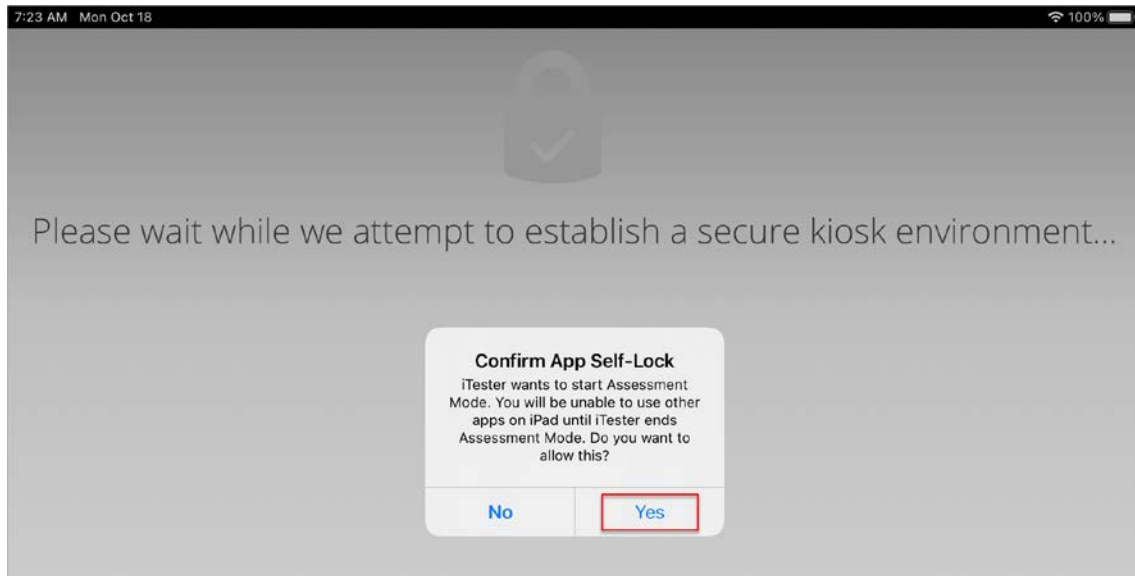 7:23 AM Mon Oct 18
100%
Please wait while we attempt to establish a secure kiosk environment...
Confirm App Self-Lock
iTester wants to start Assessment
Mode. You will be unable to use other
apps on iPad until iTester ends
Assessment Mode. Do you want to
allow this?
No
Yes